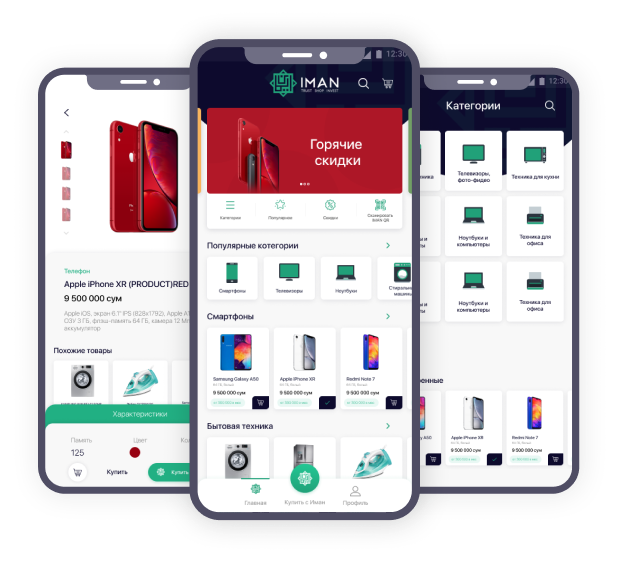 Телефон
Apple iPhone XR (PRODUCT)RED
9 500 000 сум
Apple iOS, экран 6.1" IPS (828x1792), Apple A1
ОЗУ 3 ГБ, флэш-память 64 ГБ, камера 12 Мп
аккумулятор
Похожие товары
Характеристики
Память Цвет
125
Купить Купить
12:30
IMAN
TRUST SHOP INVEST
Горячие
скидки
Категории Популярное Скидки Сканировать
IMAN QR
Популярные категории
Смартфоны Телевизоры Ноутбуки
Смартфоны
Samsung Galaxy A50 Apple iPhone XR Redmi Note 7
9 500 000 сум 9 500 000 сум 9 500 000 сум
Бытовая техника
Главная Купить с Иман Профиль
12:30
Категории
Телевизоры,
фото-видео
Техника для кухни
Ноутбуки и
компьютеры
Техника для
офиса
Ноутбуки и
компьютеры
Техника для
офиса
Apple iPhone XR Redmi Note 7
9 500 000 сум 9 500 000 сум